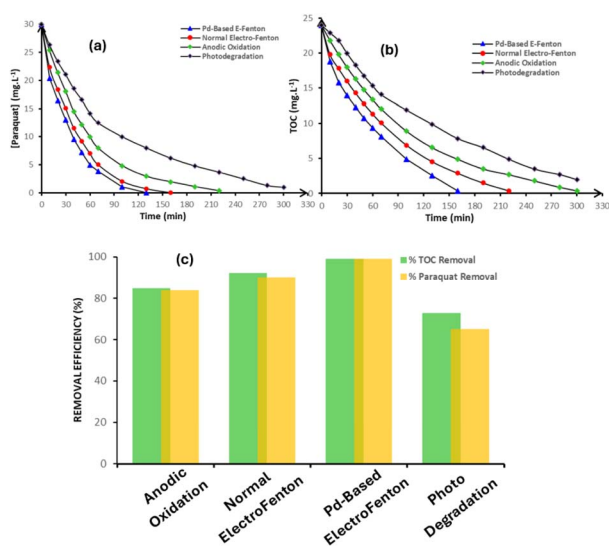 (a)
[Paraquat] (mg.L⁻¹)
30
25
20
15
10
5
0
0 30 60 90 120 150 180 210 240 270 300 330
Time (min)
Pd-Based E-Fenton
Normal Electro-Fenton
Anodic Oxidation
Photodegradation
(b)
TOC (mg.L⁻¹)
25
20
15
10
5
0
0 30 60 90 120 150 180 210 240 270 300 330
Time (min)
Pd-Based E-Fenton
Normal Electro-Fenton
Anodic Oxidation
Photodegradation
(c)
REMOVAL EFFICIENCY (%)
100
80
60
40
20
0
% TOC Removal
% Paraquat Removal
Anodic
Oxidation
Normal
ElectroFenton
Pd-Based
ElectroFenton
Photo
Degradation